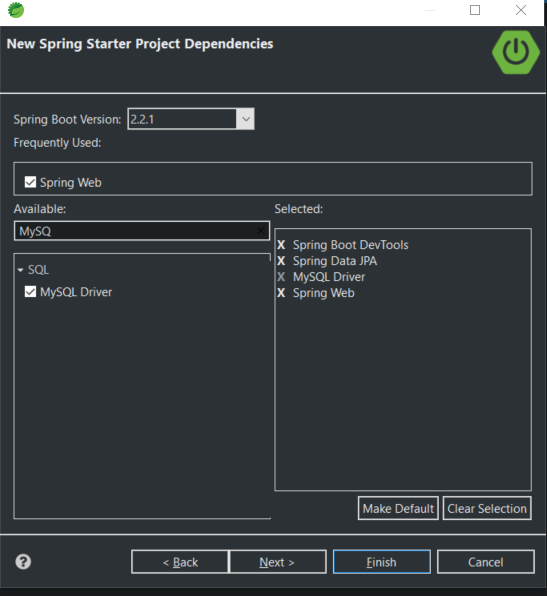 New Spring Starter Project Dependencies
Spring Boot Version: 2.2.1
Frequently Used:
Spring Web
Available:
MySQ
SQL
MySQL Driver
Selected:
X Spring Boot DevTools
X Spring Data JPA
X MySQL Driver
X Spring Web
Make Default
Clear Selection
?
< Back
Next >
Finish
Cancel